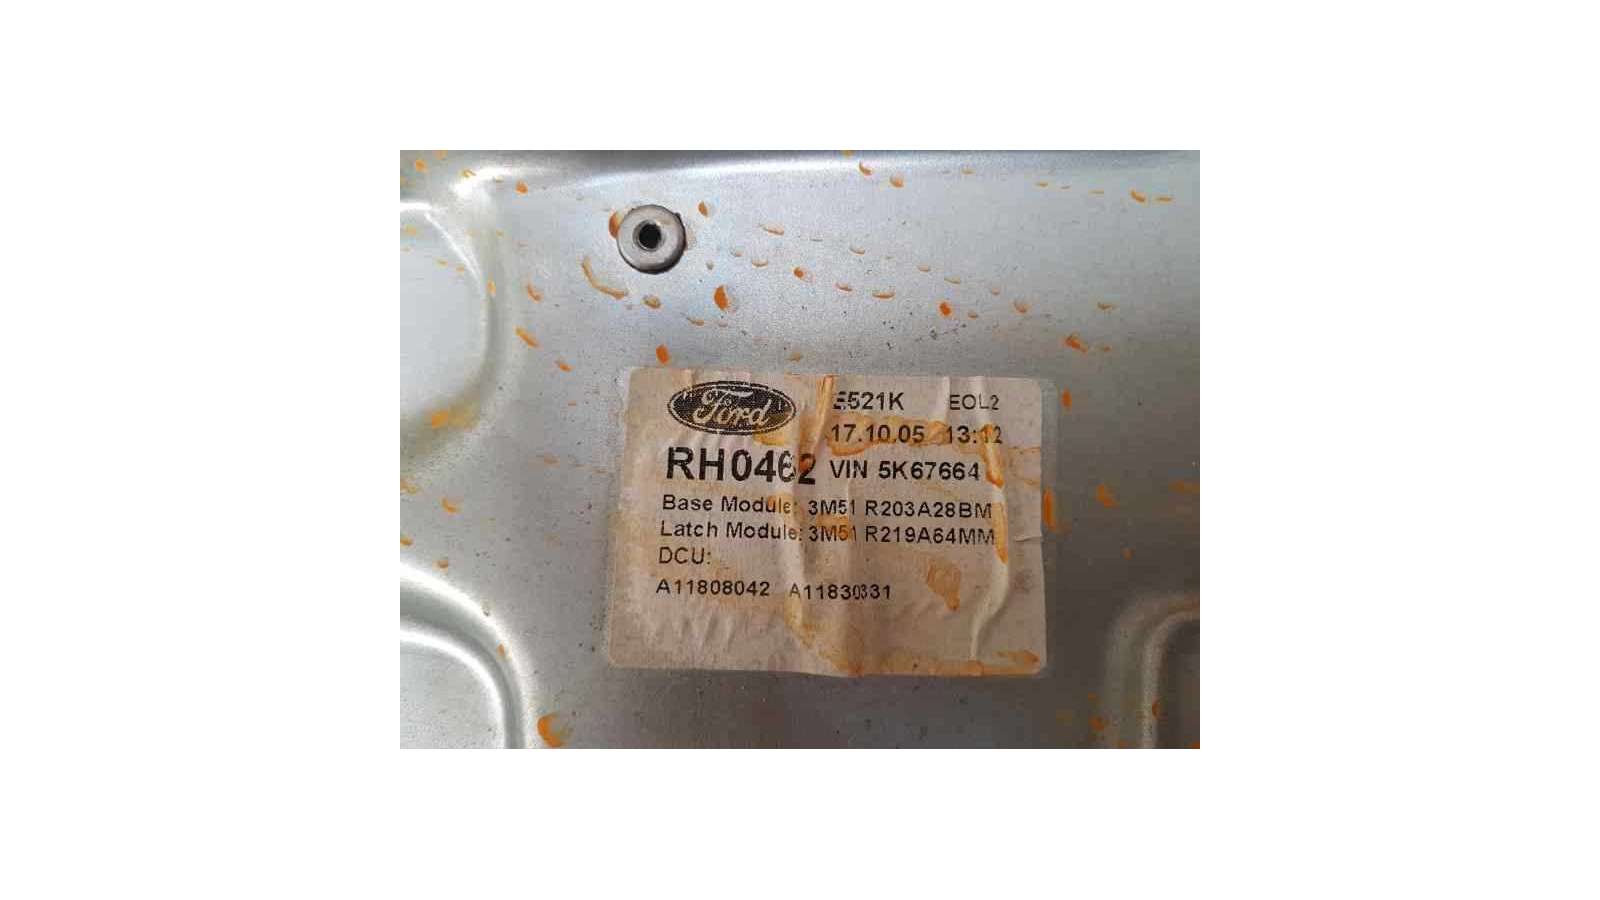 Ford E521K EOL2
17.10.05 13:12
RH0462 VIN 5K67664
Base Module: 3M51 R203A28BM
Latch Module: 3M51 R219A64MM
DCU:
A11808042 A11830331